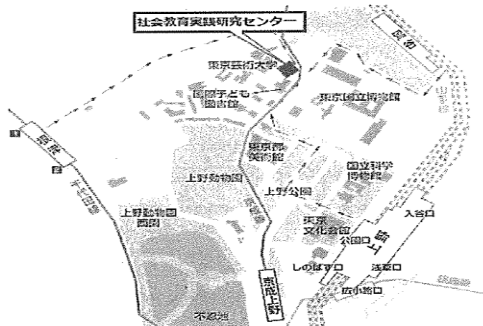 社会教育実践研究センター
東京芸術大学
国際子ども
図書館
東京国立博物館
東京都
美術館
国立科学
博物館
上野動物園
上野公園
上野動物園
西園
東京
文化会館
公園口
入谷口
上野
しのばず口
浅草口
広小路口
京成上野
不忍池
根津